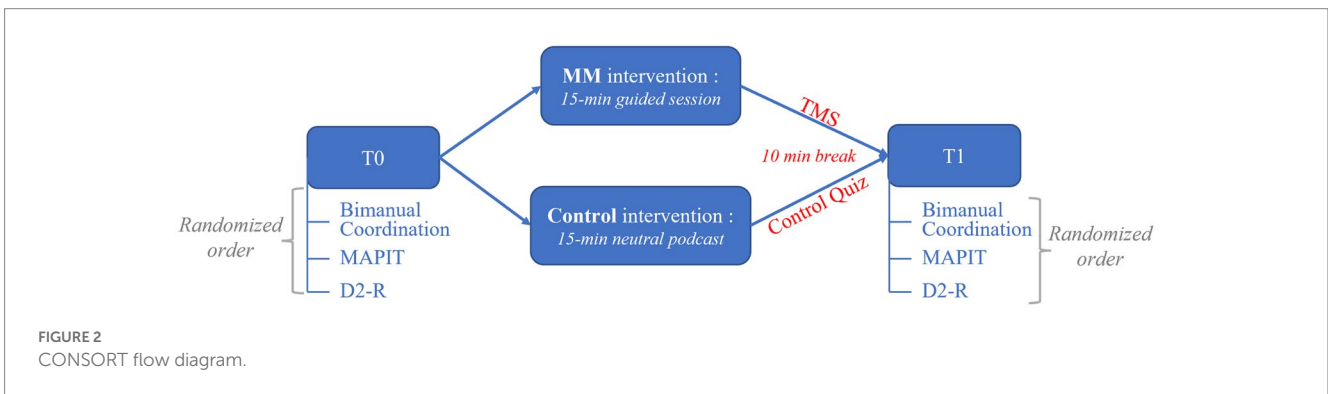 MM intervention :
15-min guided session
TMS
T0
10 min break
T1
Control intervention :
15-min neutral podcast
Control Quiz
Randomized
order
Bimanual
Coordination
MAPIT
D2-R
Bimanual
Coordination
MAPIT
D2-R
Randomized
order
FIGURE 2
CONSORT flow diagram.